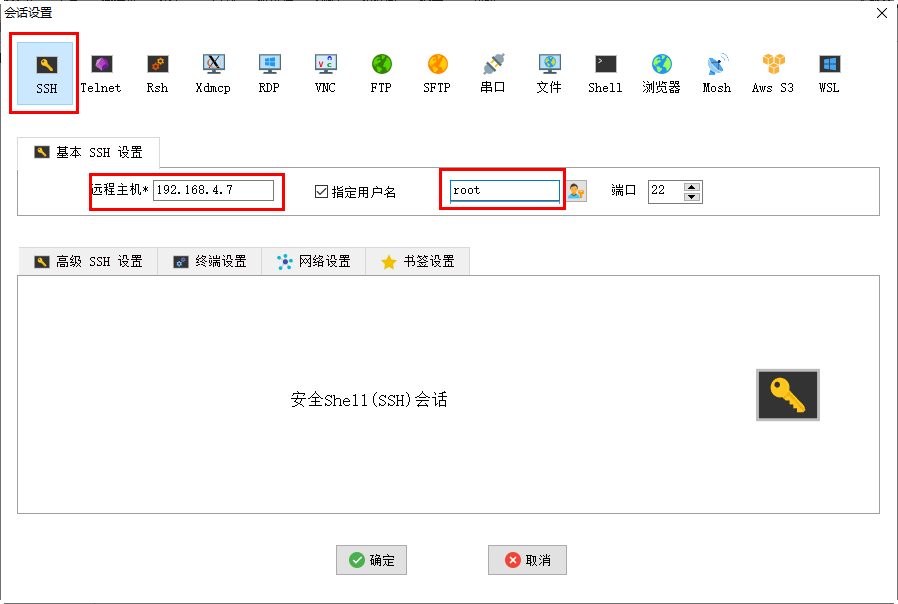 会话设置
SSH Telnet Rsh Xdmcp RDP VNC FTP SFTP 串口 文件 Shell 浏览器 Mosh Aws S3 WSL
基本 SSH 设置
远程主机* 192.168.4.7 指定用户名 root 端口 22
高级 SSH 设置 终端设置 网络设置 书签设置
安全Shell(SSH)会话
确定 取消